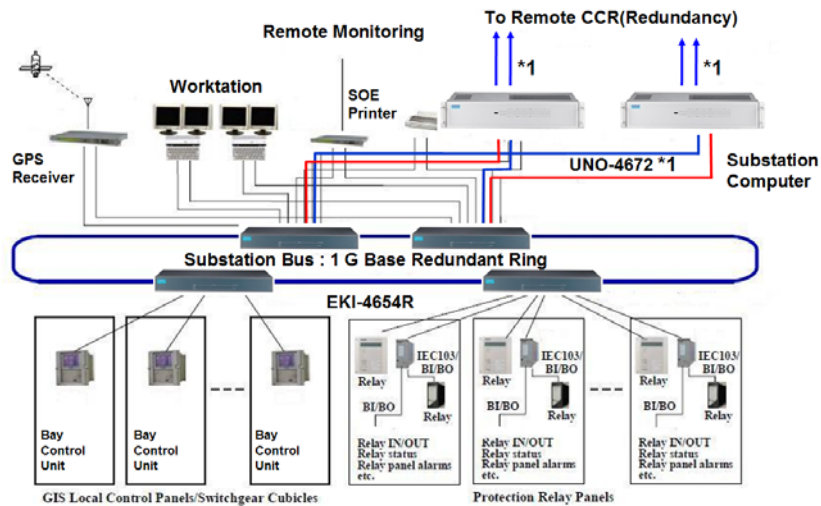 To Remote CCR(Redundancy)
Remote Monitoring
*1
*1
Worktation
SOE
Printer
GPS
Receiver
UNO-4672 *1
Substation
Computer
Substation Bus : 1 G Base Redundant Ring
EKI-4654R
Bay
Control
Unit
Bay
Control
Unit
Bay
Control
Unit
IEC103/
BI/BO
Relay
BI/BO
Relay
Relay IN/OUT
Relay status
Relay panel alarms
etc.
IEC103/
BI/BO
Relay
BI/BO
Relay
Relay IN/OUT
Relay status
Relay panel alarms
etc.
IEC103/
BI/BO
Relay
BI/BO
Relay
Relay IN/OUT
Relay status
Relay panel alarms
etc.
GIS Local Control Panels/Switchgear Cubicles
Protection Relay Panels